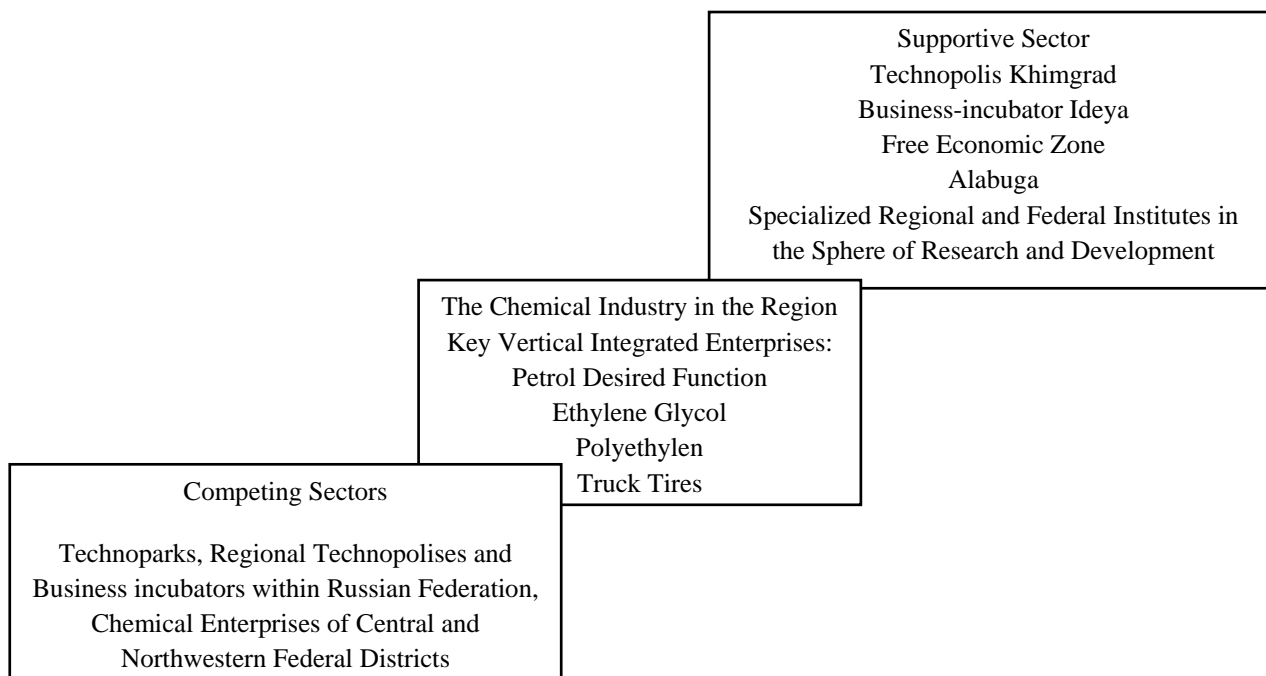 Supportive Sector
Technopolis Khimgrad
Business-incubator Ideya
Free Economic Zone
Alabuga
Specialized Regional and Federal Institutes in
the Sphere of Research and Development
The Chemical Industry in the Region
Key Vertical Integrated Enterprises:
Petrol Desired Function
Ethylene Glycol
Polyethylen
Truck Tires
Competing Sectors
Technoparks, Regional Technopolises and
Business incubators within Russian Federation,
Chemical Enterprises of Central and
Northwestern Federal Districts